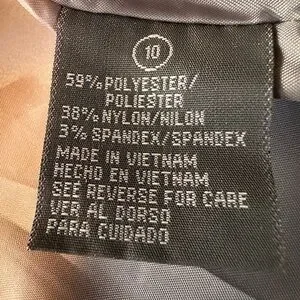 10
59% POLYESTER/
POLIESTER
38% NYLON/NILON
3% SPANDEX/SPANDEX
MADE IN VIETNAM
HECHO EN VIETNAM
SEE REVERSE FOR CARE
VER AL DORSO
PARA CUIDADO